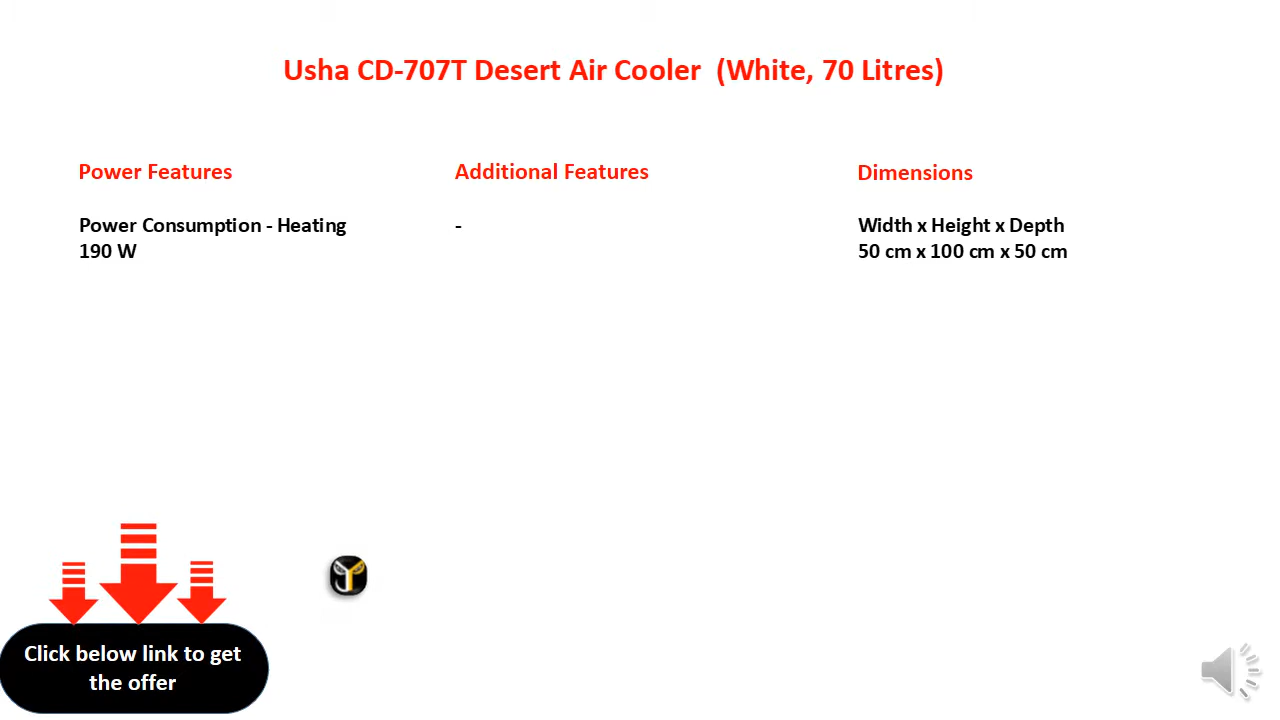 Usha CD-707T Desert Air Cooler (White, 70 Litres)
Power Features
Power Consumption - Heating
190 W
Additional Features
-
Dimensions
Width x Height x Depth
50 cm x 100 cm x 50 cm
Click below link to get
the offer